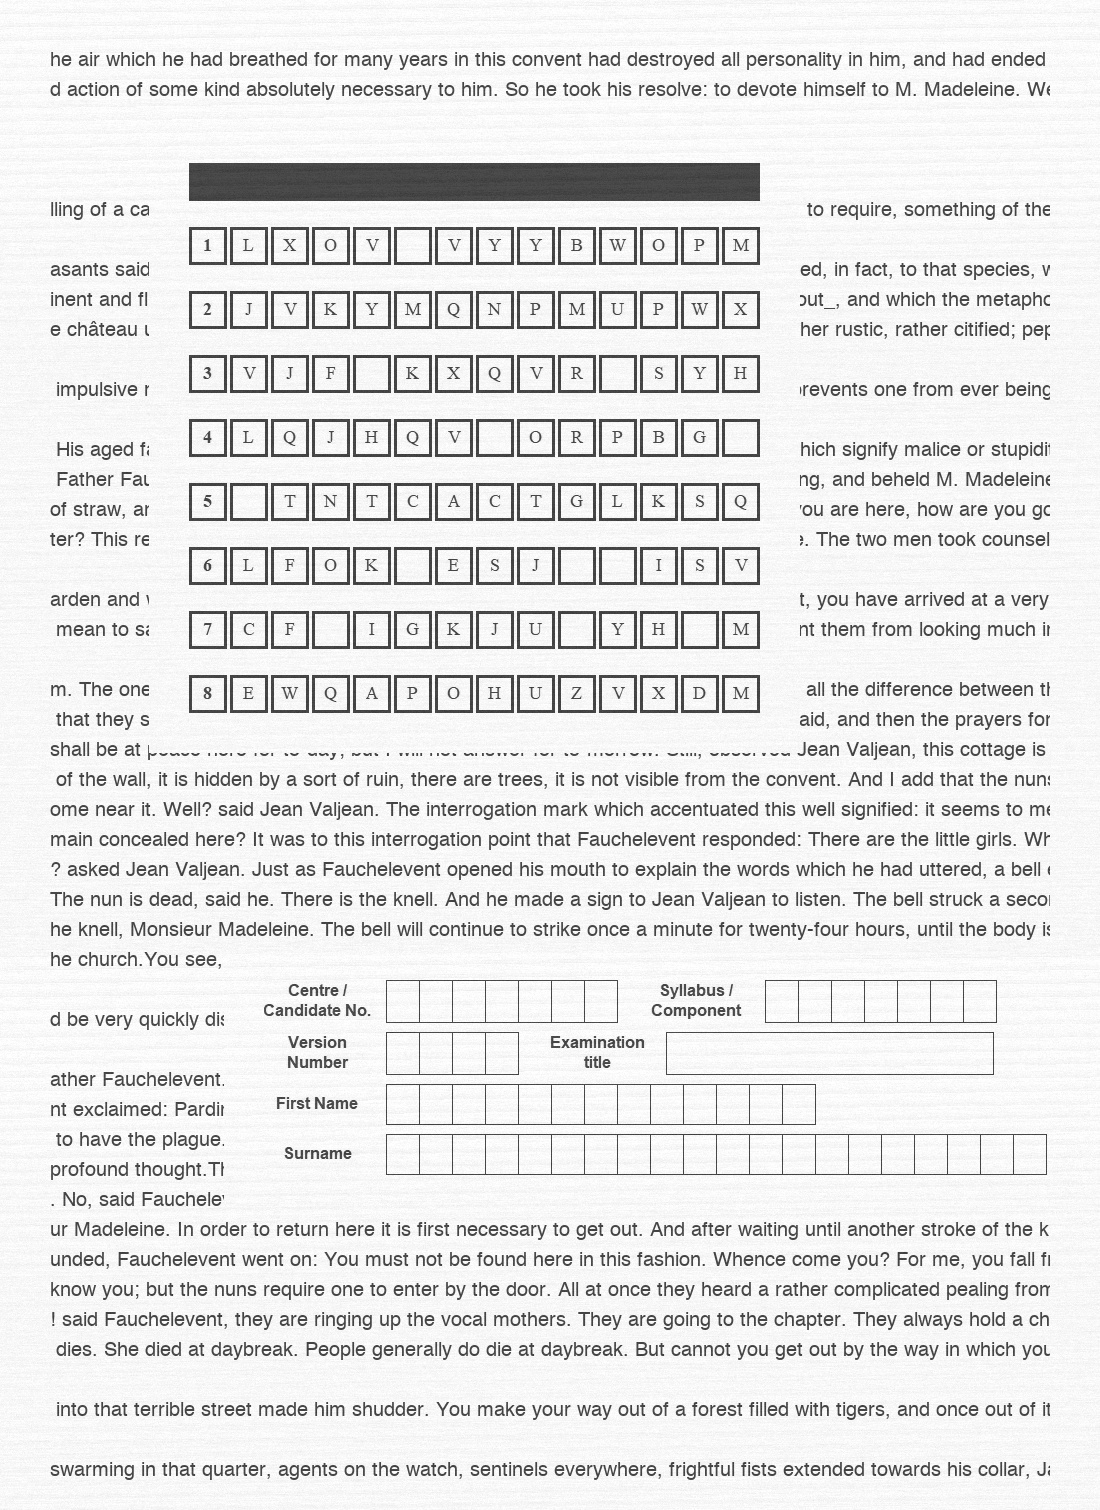 he air which he had breathed for many years in this convent had destroyed all personality in him, and had ended
d action of some kind absolutely necessary to him. So he took his resolve: to devote himself to M. Madeleine. We
lling of a ca to require, something of the
asants said ed, in fact, to that species, w
inent and fl out_, and which the metapho
e château u her rustic, rather citified; pep
impulsive r prevents one from ever being
His aged fa hich signify malice or stupidit
Father Fau ng, and beheld M. Madeleine
of straw, ar you are here, how are you go
ter? This re e. The two men took counsel
arden and w t, you have arrived at a very
mean to sa nt them from looking much in
m. The one all the difference between th
that they s aid, and then the prayers for
1 L X O V V Y Y B W O P M
2 J V K Y M Q N P M U P W X
3 V J F K X Q V R S Y H
4 L Q J H Q V O R P B G
5 T N T C A C T G L K S Q
6 L F O K E S J I S V
7 C F I G K J U Y H M
8 E W Q A P O H U Z V X D M
shall be at peace here for to-day, but I will not answer for to-morrow. Still, observed Jean Valjean, this cottage is
of the wall, it is hidden by a sort of ruin, there are trees, it is not visible from the convent. And I add that the nuns
ome near it. Well? said Jean Valjean. The interrogation mark which accentuated this well signified: it seems to me
main concealed here? It was to this interrogation point that Fauchelevent responded: There are the little girls. Wh
? asked Jean Valjean. Just as Fauchelevent opened his mouth to explain the words which he had uttered, a bell e
The nun is dead, said he. There is the knell. And he made a sign to Jean Valjean to listen. The bell struck a secon
he knell, Monsieur Madeleine. The bell will continue to strike once a minute for twenty-four hours, until the body is
he church.You see,
d be very quickly dis
ather Fauchelevent.
nt exclaimed: Pardin
to have the plague.
profound thought.Th
. No, said Fauchelev
Centre / Candidate No.
Syllabus / Component
Version Number
Examination title
First Name
Surname
ur Madeleine. In order to return here it is first necessary to get out. And after waiting until another stroke of the k
unded, Fauchelevent went on: You must not be found here in this fashion. Whence come you? For me, you fall fr
know you; but the nuns require one to enter by the door. All at once they heard a rather complicated pealing from
! said Fauchelevent, they are ringing up the vocal mothers. They are going to the chapter. They always hold a ch
dies. She died at daybreak. People generally do die at daybreak. But cannot you get out by the way in which you
into that terrible street made him shudder. You make your way out of a forest filled with tigers, and once out of it
swarming in that quarter, agents on the watch, sentinels everywhere, frightful fists extended towards his collar, Ja